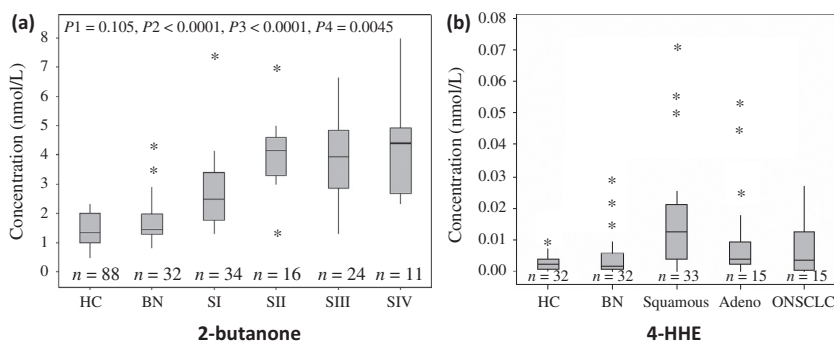 (a)
P1 = 0.105, P2 < 0.0001, P3 < 0.0001, P4 = 0.0045
Concentration (nmol/L)
8
7
6
5
4
3
2
1
0
* * * * * *
n = 88 n = 32 n = 34 n = 16 n = 24 n = 11
HC BN SI SII SIII SIV
2-butanone
(b)
Concentration (nmol/L)
0.08
0.07
0.06
0.05
0.04
0.03
0.02
0.01
0.00
* * * * * * * * * *
n = 32 n = 32 n = 33 n = 15 n = 15
HC BN Squamous Adeno ONSCLC
4-HHE